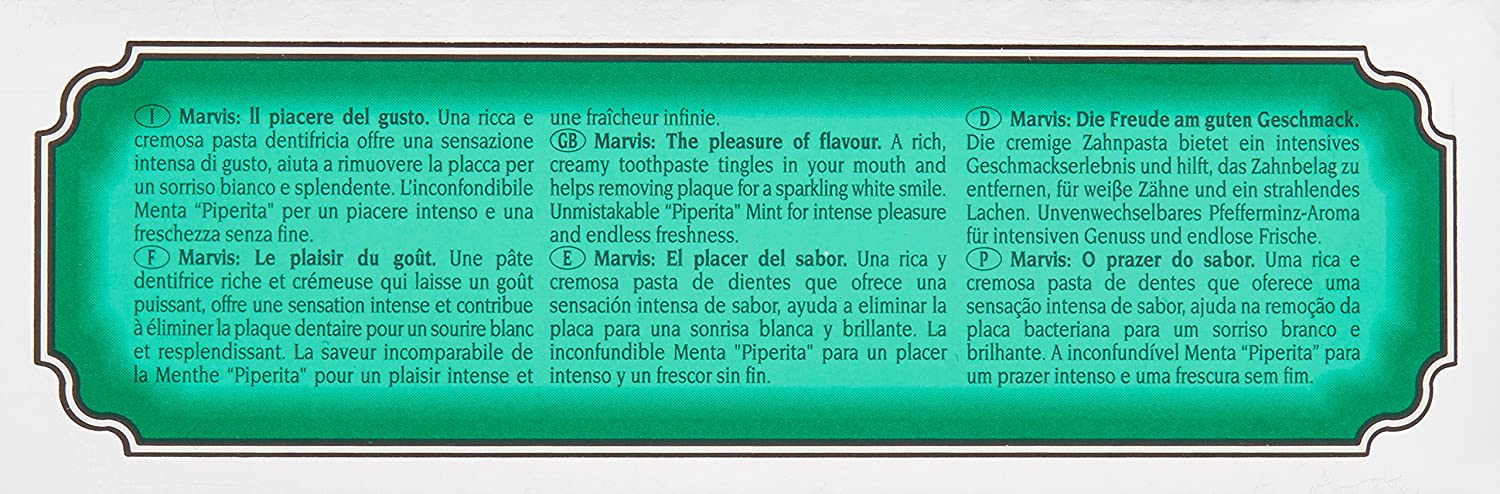 I Marvis: Il piacere del gusto. Una ricca e
cremosa pasta dentifricia offre una sensazione
intensa di gusto, aiuta a rimuovere la placca per
un sorriso bianco e splendente. L'inconfondibile
Menta “Piperita" per un piacere intenso e una
freschezza senza fine.
F Marvis: Le plaisir du goût. Une pâte
dentifrice riche et crémeuse qui laisse un goût
puissant, offre une sensation intense et contribue
à éliminer la plaque dentaire pour un sourire blanc
et resplendissant. La saveur incomparable de
la Menthe “Piperita" pour un plaisir intense et
une fraîcheur infinie.
GB Marvis: The pleasure of flavour. A rich,
creamy toothpaste tingles in your mouth and
helps removing plaque for a sparkling white smile.
Unmistakable “Piperita" Mint for intense pleasure
and endless freshness.
E Marvis: El placer del sabor. Una rica y
cremosa pasta de dientes que ofrece una
sensación intensa de sabor, ayuda a eliminar la
placa para una sonrisa blanca y brillante. La
inconfundible Menta "Piperita" para un placer
intenso y un frescor sin fin.
D Marvis: Die Freude am guten Geschmack.
Die cremige Zahnpasta bietet ein intensives
Geschmackserlebnis und hilft, das Zahnbelag zu
entfernen, für weiße Zähne und ein strahlendes
Lachen. Unvenwechselbares Pfefferminz-Aroma
für intensiven Genuss und endlose Frische.
P Marvis: O prazer do sabor. Uma rica e
cremosa pasta de dentes que oferece uma
sensação intensa de sabor, ajuda na remoção da
placa bacteriana para um sorriso branco e
brilhante. A inconfundível Menta “Piperita” para
um prazer intenso e uma frescura sem fim.